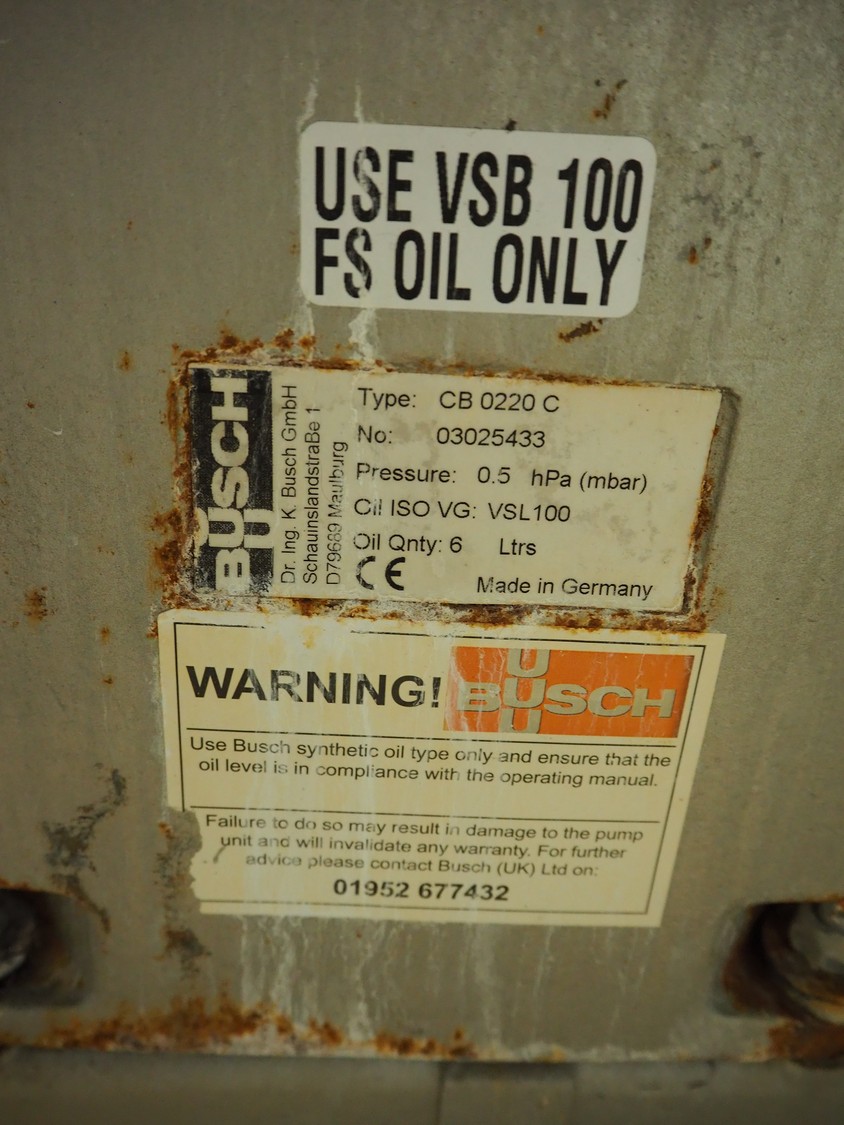 USE VSB 100
FS OIL ONLY
BUSCH
Dr. Ing. K. Busch GmbH
Schauinslandstraße 1
D79689 Maulburg
Type: CB 0220 C
No: 03025433
Pressure: 0.5 hPa (mbar)
Oil ISO VG: VSL100
Oil Qnty: 6 Ltrs
CE
Made in Germany
WARNING!
BUSCH
Use Busch synthetic oil type only and ensure that the
oil level is in compliance with the operating manual.
Failure to do so may result in damage to the pump
unit and will invalidate any warranty. For further
advice please contact Busch (UK) Ltd on:
01952 677432